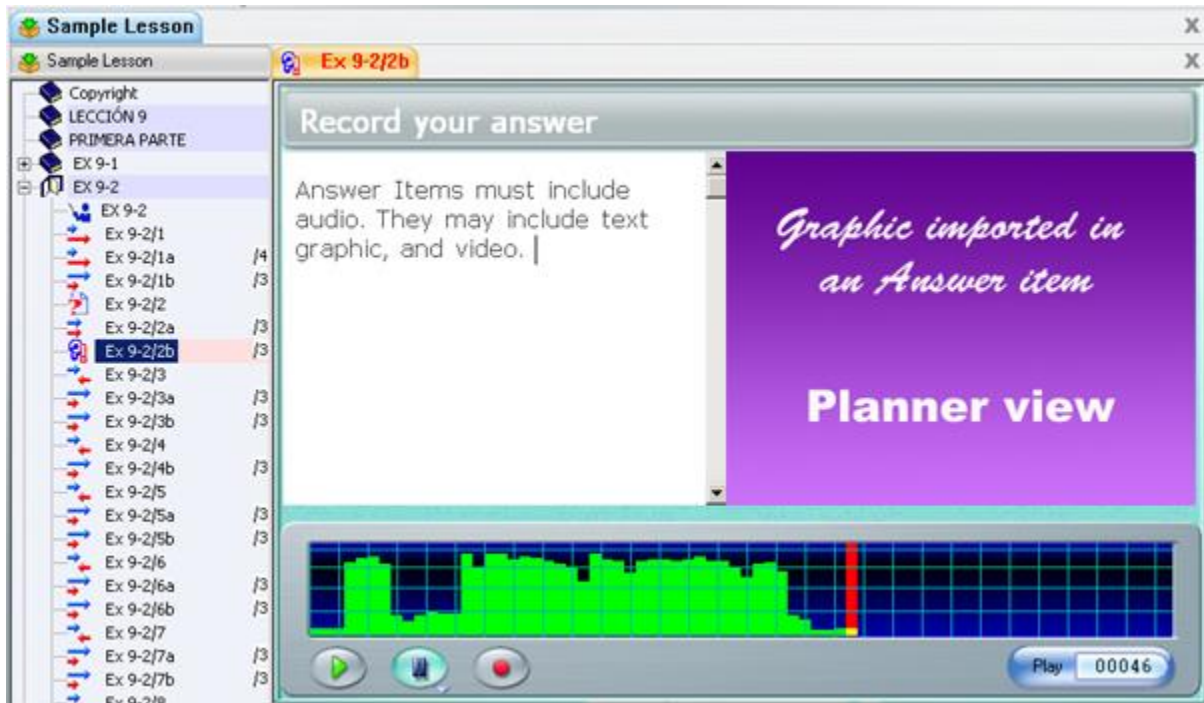 Sample Lesson
Sample Lesson
Copyright
LECCIÓN 9
PRIMERA PARTE
EX 9-1
EX 9-2
EX 9-2
Ex 9-2/1
Ex 9-2/1a /4
Ex 9-2/1b /3
Ex 9-2/2
Ex 9-2/2a /3
Ex 9-2/2b /3
Ex 9-2/3
Ex 9-2/3a /3
Ex 9-2/3b /3
Ex 9-2/4
Ex 9-2/4b /3
Ex 9-2/5
Ex 9-2/5a /3
Ex 9-2/5b /3
Ex 9-2/6
Ex 9-2/6a /3
Ex 9-2/6b /3
Ex 9-2/7
Ex 9-2/7a /3
Ex 9-2/7b /3
Ex 9-2/8
Ex 9-2/2b
Record your answer
Answer Items must include
audio. They may include text
graphic, and video.
Graphic imported in
an Answer item
Planner view
Play 00046